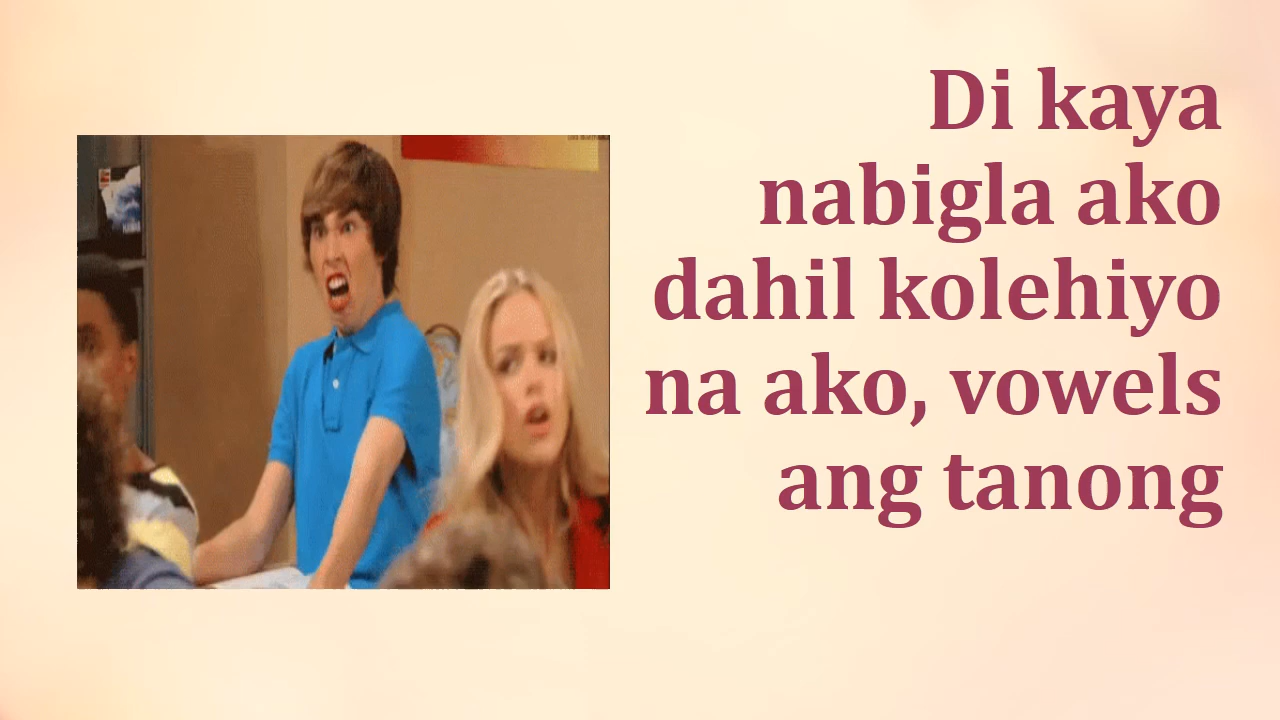 Di kaya
nabigla ako
dahil kolehiyo
na ako, vowels
ang tanong